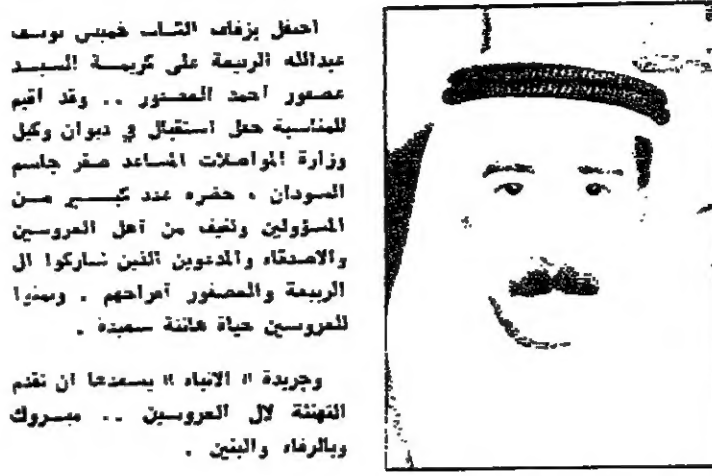 احتفل بزفاف الشاب خميس يوسف
عبدالله الربيعة على كريمة السيد
عصفور احمد العصفور .. وقد اقيم
للمناسبة حفل استقبال في ديوان وكيل
وزارة المواصلات المساعد صقر جاسم
السودان ، حضره عدد كبير من
المسؤولين ولفيف من اهل العروسين
والاصدقاء والمدعوين الذين شاركوا ال
الربيعة والعصفور افراحهم . وتمنوا
للعروسين حياة هانئة سعيدة .
وجريدة « الانباء » يسعدها ان تقدم
التهنئة لال العروسين .. مبروك
وبالرفاء والبنين .